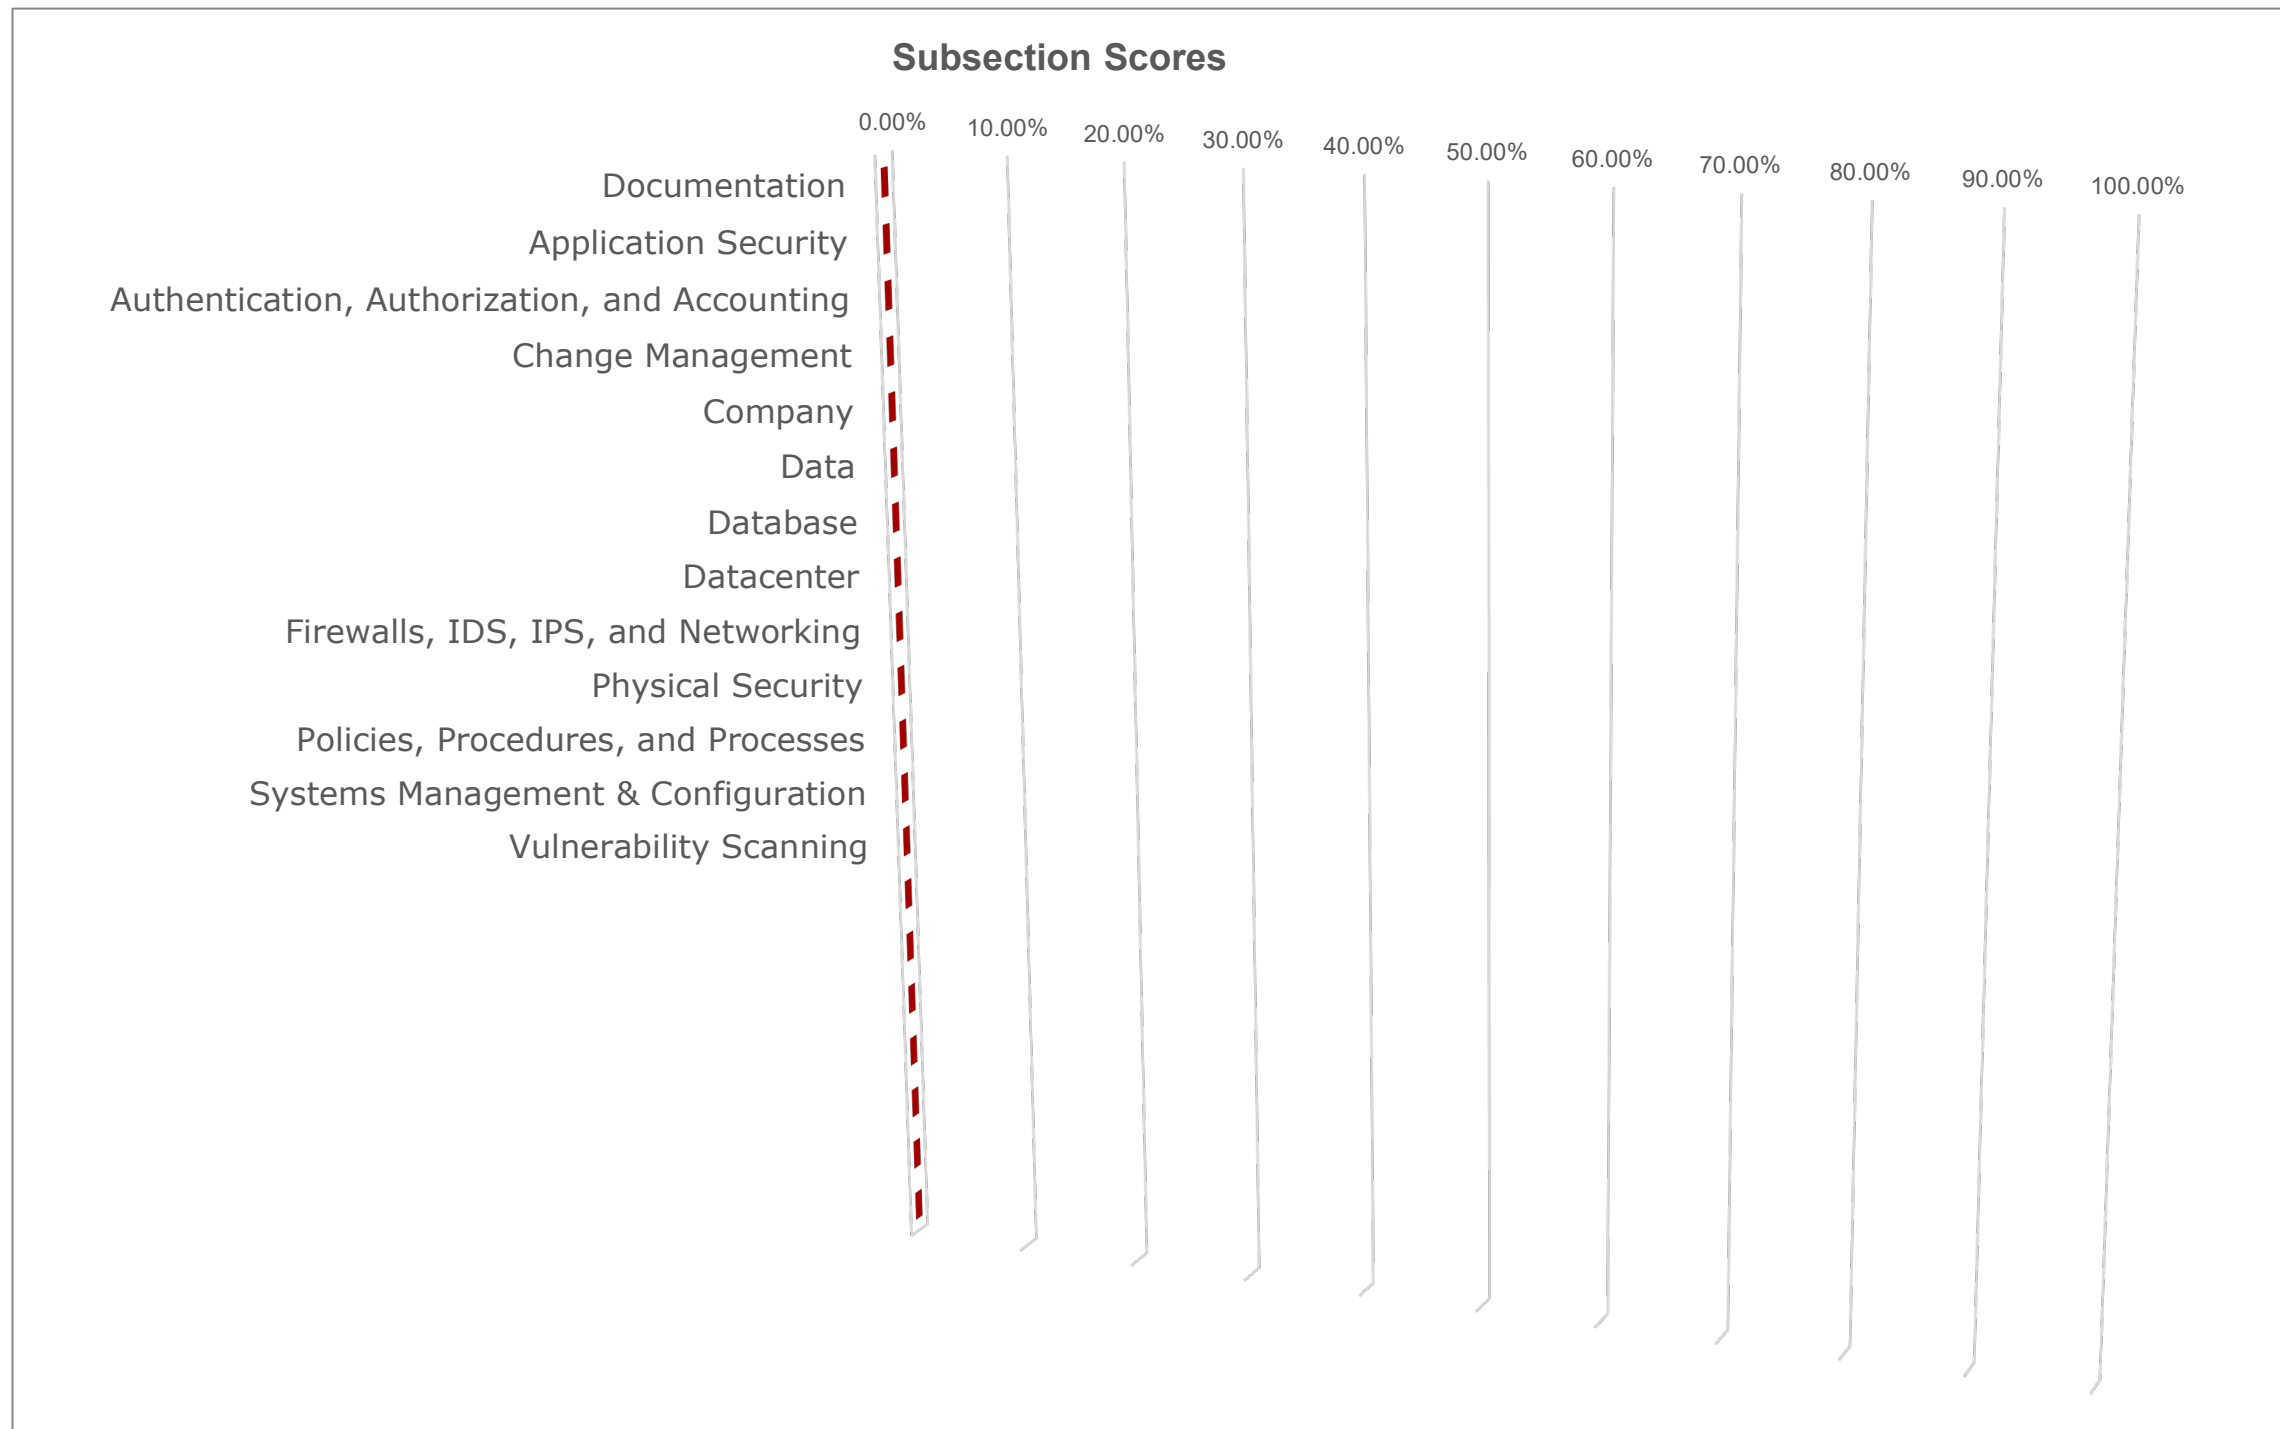 Subsection Scores
0.00%
10.00%
20.00%
30.00%
40.00%
50.00%
60.00%
70.00%
80.00%
90.00%
100.00%
Documentation
Application Security
Authentication, Authorization, and Accounting
Change Management
Company
Data
Database
Datacenter
Firewalls, IDS, IPS, and Networking
Physical Security
Policies, Procedures, and Processes
Systems Management & Configuration
Vulnerability Scanning